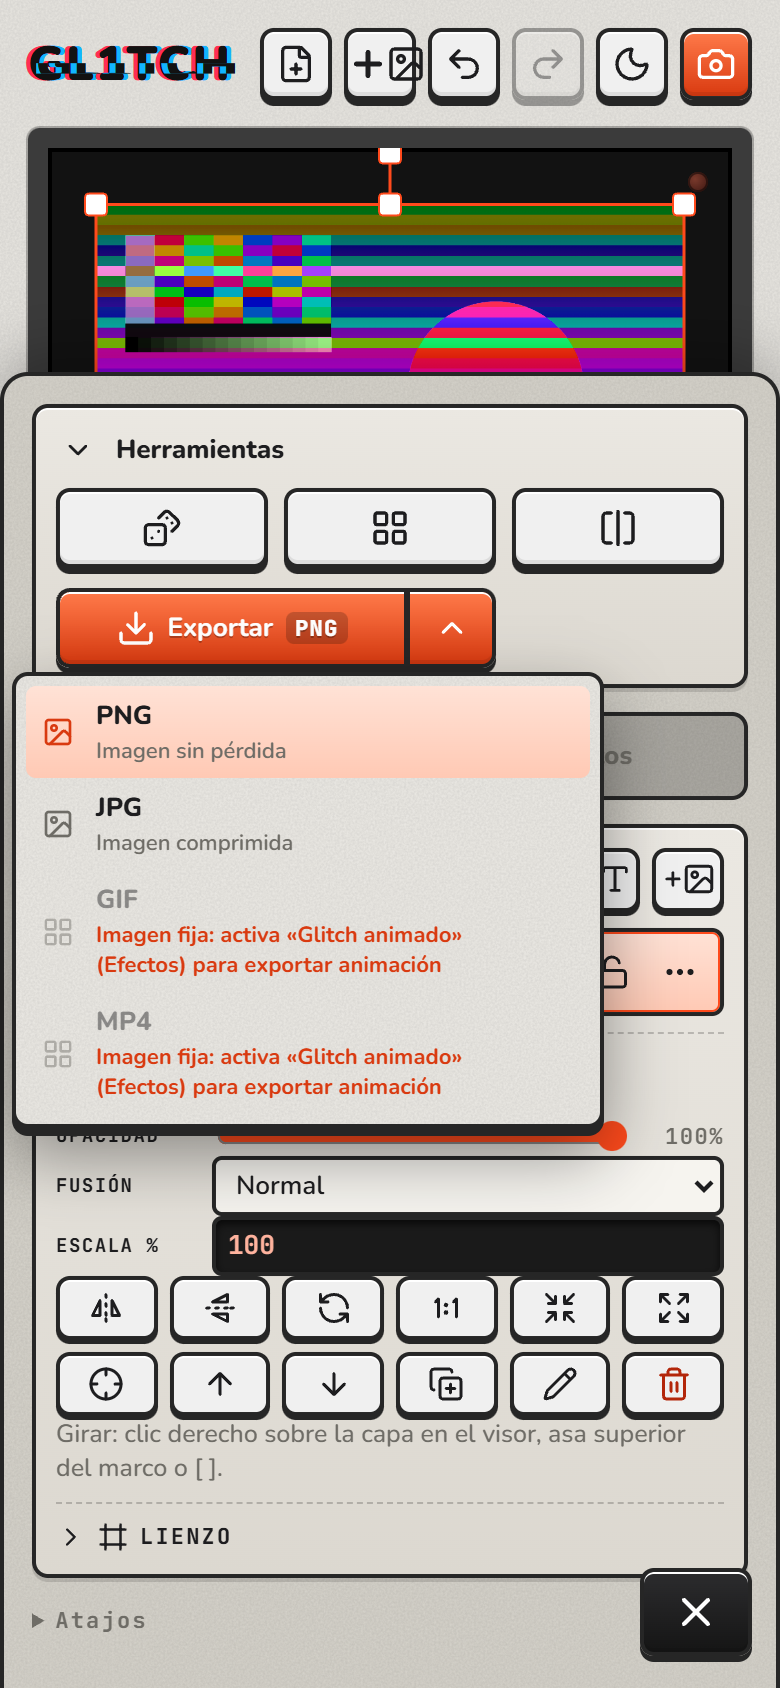 GL1TCH
Herramientas
Exportar PNG
PNG
Imagen sin pérdida
os
JPG
Imagen comprimida
T
GIF
Imagen fija: activa «Glitch animado»
(Efectos) para exportar animación
MP4
Imagen fija: activa «Glitch animado»
(Efectos) para exportar animación
OPACIDAD 100%
FUSIÓN Normal
ESCALA % 100
1:1
Girar: clic derecho sobre la capa en el visor, asa superior
del marco o [ ].
LIENZO
Atajos